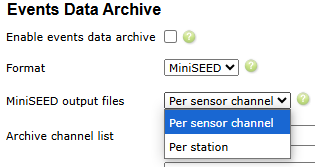 Events Data Archive
Enable events data archive
Format
MiniSEED
MiniSEED output files
Per sensor channel
Per sensor channel
Archive channel list
Per station